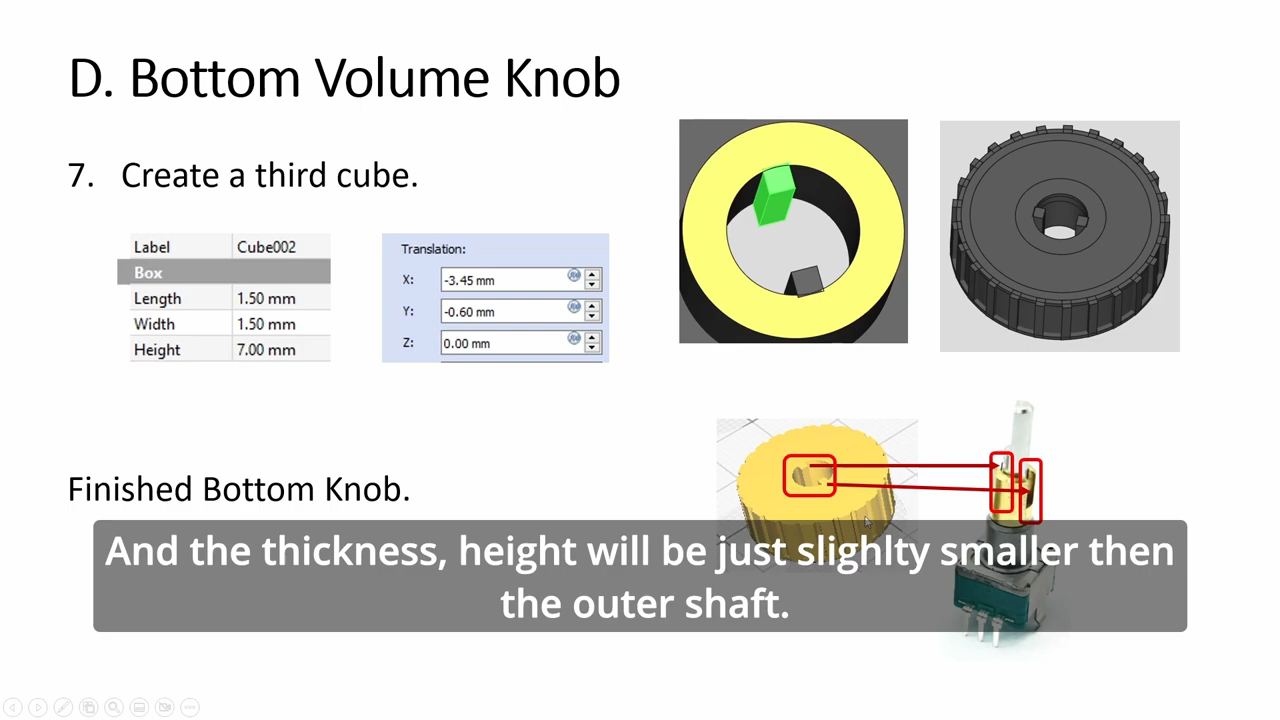 D. Bottom Volume Knob
7. Create a third cube.
Label Cube002
Box
Length 1.50 mm
Width 1.50 mm
Height 7.00 mm
Translation:
X: -3.45 mm
Y: -0.60 mm
Z: 0.00 mm
Finished Bottom Knob.
And the thickness, height will be just slighlty smaller then
the outer shaft.